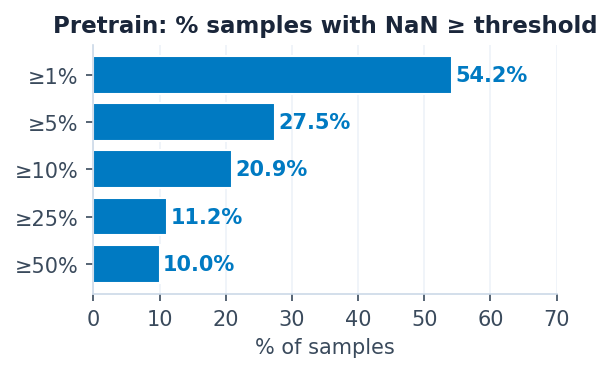 Pretrain: % samples with NaN ≥ threshold
≥1% 54.2%
≥5% 27.5%
≥10% 20.9%
≥25% 11.2%
≥50% 10.0%
0 10 20 30 40 50 60 70
% of samples